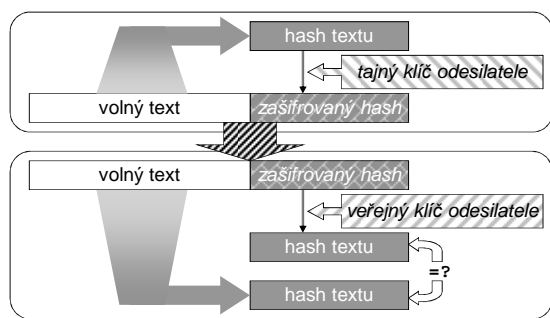 hash textu
tajný klíč odesilatele
volný text
zašifrovaný hash
volný text
zašifrovaný hash
veřejný klíč odesilatele
hash textu
=?
hash textu